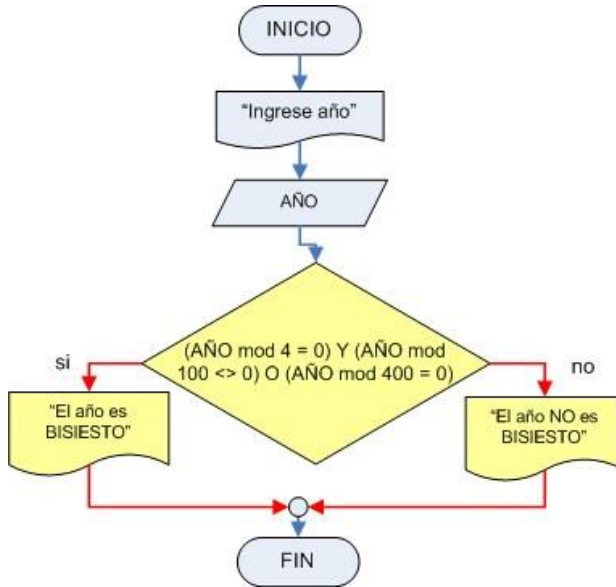 INICIO
“Ingrese año”
AÑO
(AÑO mod 4 = 0) Y (AÑO mod
100 <> 0) O (AÑO mod 400 = 0)
si
no
“El año es
BISIESTO”
“El año NO es
BISIESTO”
FIN